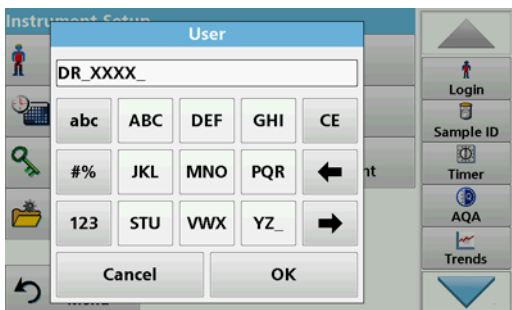 Instrument Setup
User
DR_XXXX_
abc ABC DEF GHI CE
#% JKL MNO PQR
123 STU VWX YZ_
Cancel OK
Menu
Login
Sample ID
Timer
AQA
Trends